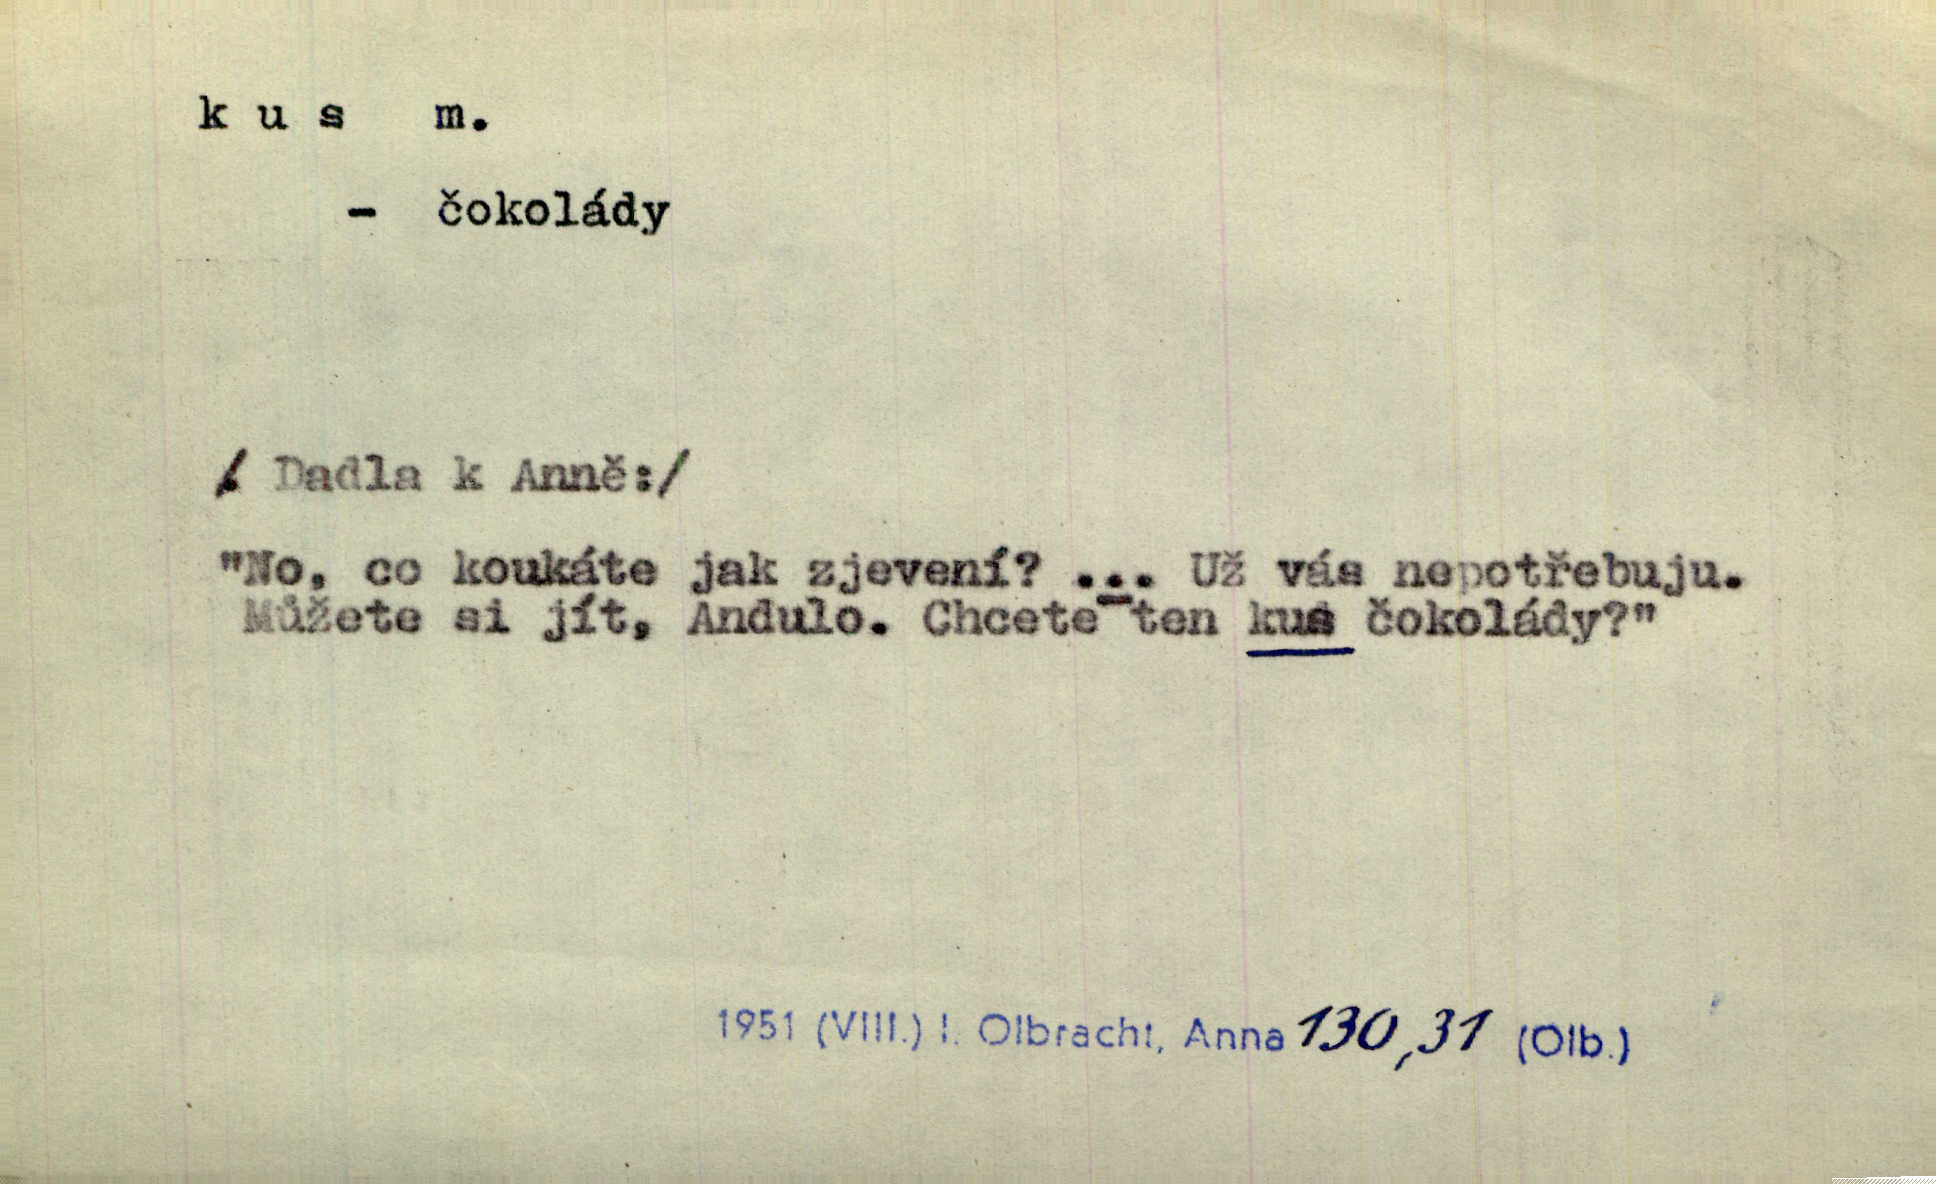 kus m.
- čokolády
/ Dadla k Anně:/
"No, co koukáte jak zjevení? ... Už vás nepotřebuju.
Můžete si jít, Andulo. Chcete ten kus čokolády?"
1951 (VIII.) I. Olbracht, Anna 130,31 (Olb.)